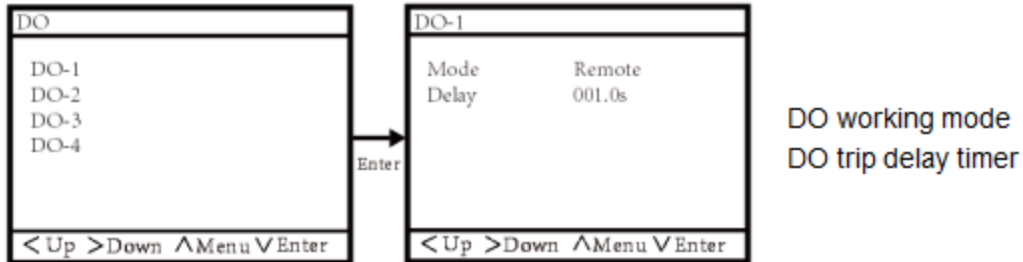 DO
DO-1
DO-2
DO-3
DO-4
<Up >Down ∧Menu ∨Enter
Enter
DO-1
Mode Remote
Delay 001.0s
<Up >Down ∧Menu ∨Enter
DO working mode
DO trip delay timer